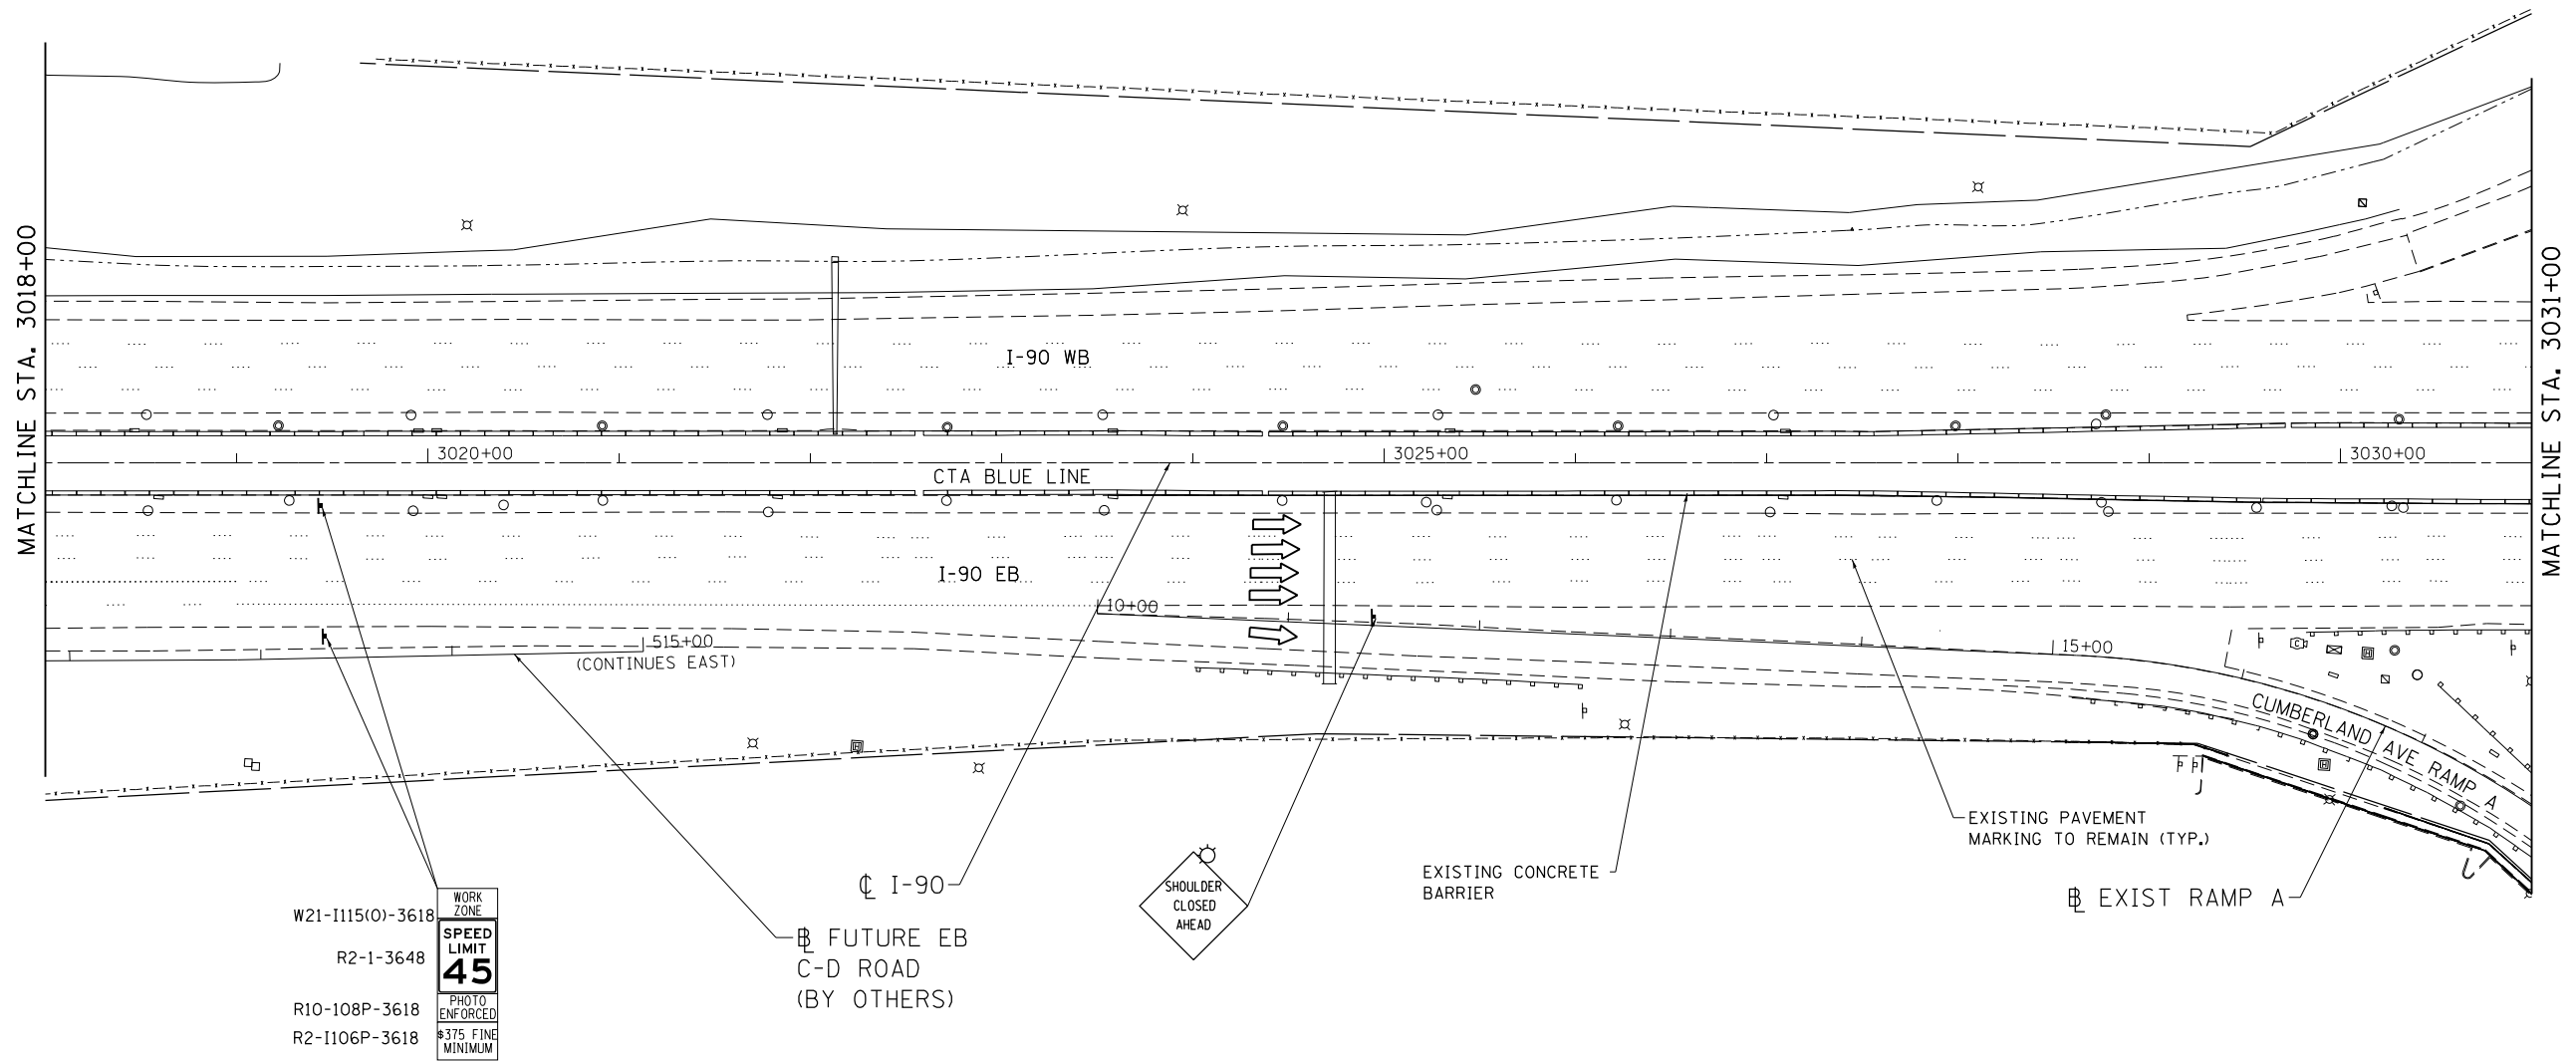 MATCHLINE STA. 3018+00
I-90 WB
3020+00
3025+00
3030+00
CTA BLUE LINE
I-90 EB
10+00
515+00
(CONTINUES EAST)
15+00
C
H
H
H
CUMBERLAND AVE RAMP A
MATCHLINE STA. 3031+00
EXISTING PAVEMENT
MARKING TO REMAIN (TYP.)
EXISTING CONCRETE
BARRIER
℄ I-90
SHOULDER
CLOSED
AHEAD
BL EXIST RAMP A
BL FUTURE EB
C-D ROAD
(BY OTHERS)
W21-I115(O)-3618
WORK
ZONE
R2-1-3648
SPEED
LIMIT
45
R10-108P-3618
PHOTO
ENFORCED
R2-I106P-3618
$375 FINE
MINIMUM